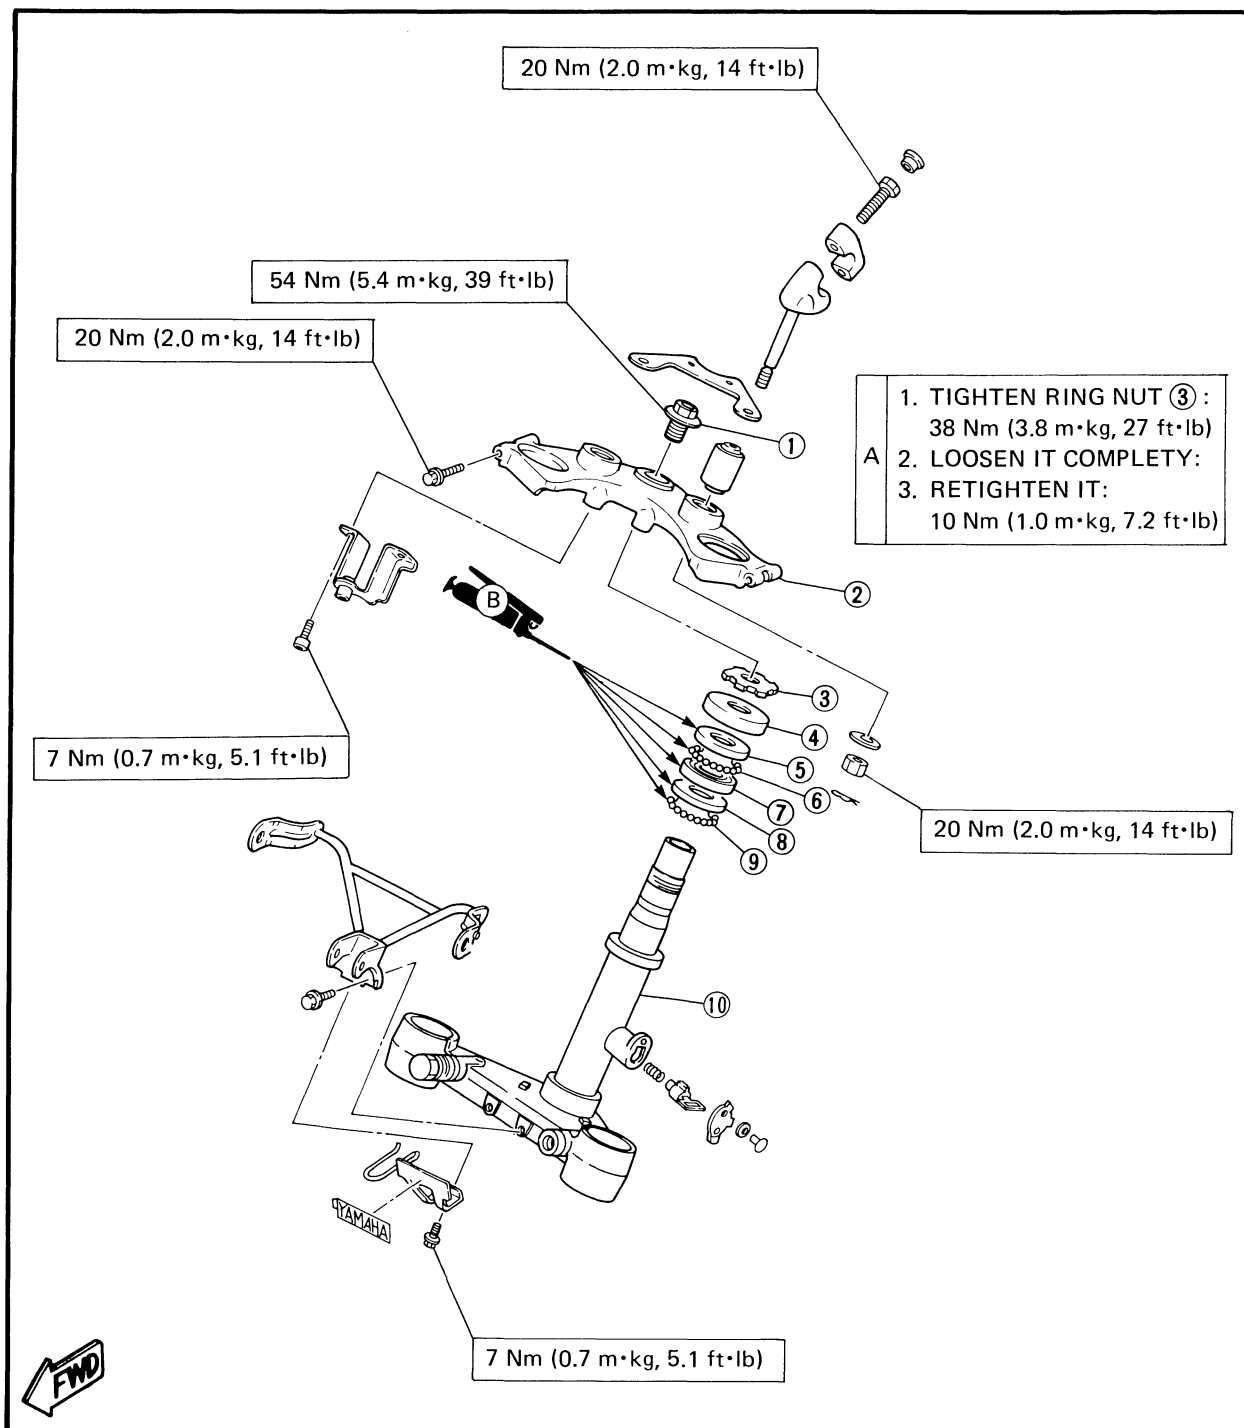 20 Nm (2.0 m·kg, 14 ft·lb)
54 Nm (5.4 m·kg, 39 ft·lb)
20 Nm (2.0 m·kg, 14 ft·lb)
A
1. TIGHTEN RING NUT ③ :
38 Nm (3.8 m·kg, 27 ft·lb)
2. LOOSEN IT COMPLETY:
3. RETIGHTEN IT:
10 Nm (1.0 m·kg, 7.2 ft·lb)
①
②
B
③
④
⑤
⑥
⑦
⑧
⑨
7 Nm (0.7 m·kg, 5.1 ft·lb)
20 Nm (2.0 m·kg, 14 ft·lb)
⑩
YAMAHA
7 Nm (0.7 m·kg, 5.1 ft·lb)
FWD